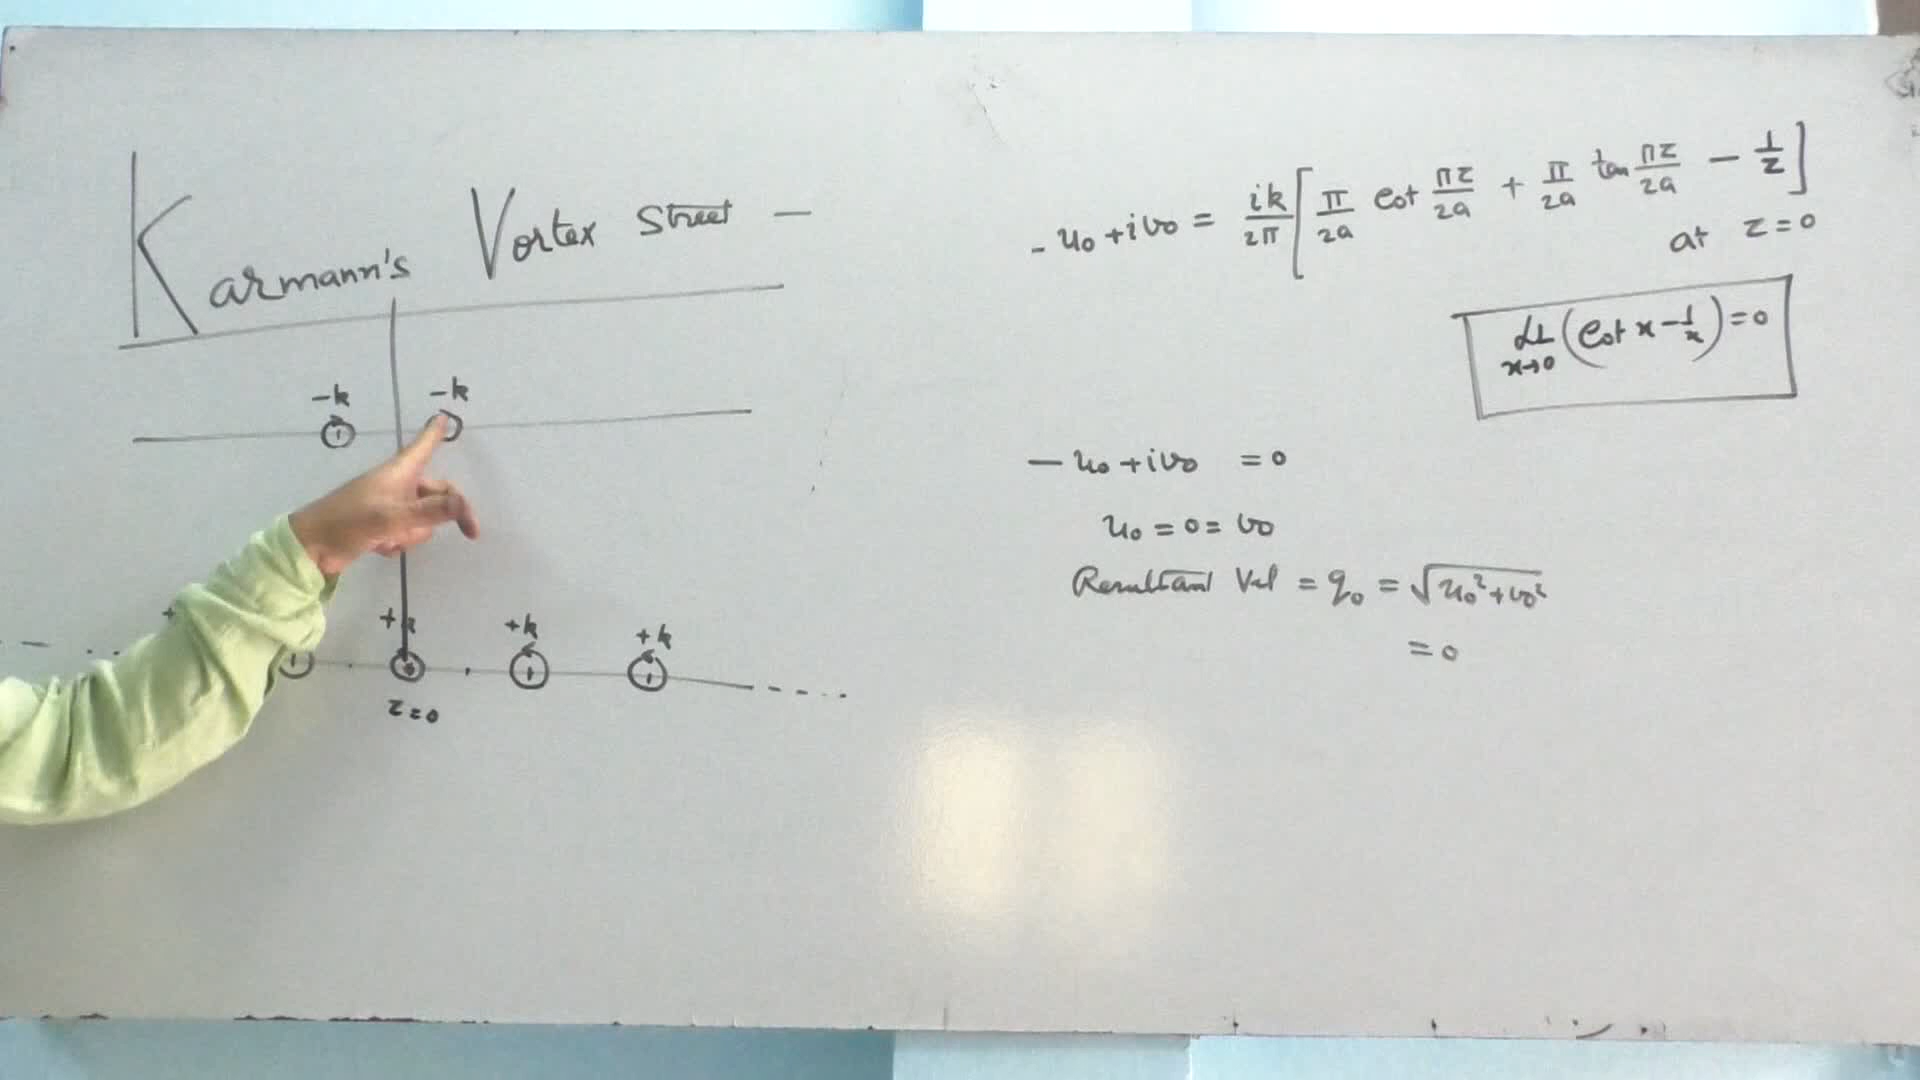 Karmann's Vortex Street —
-k -k
+k +k +k
z=0
-u₀+iv₀ = ik/2π [π/2a cot πz/2a + π/2a tan πz/2a - 1/z]
at z=0
Lt x→0 (cot x - 1/x) = 0
-u₀+iv₀ = 0
u₀ = 0 = v₀
Resultant Vel = q₀ = √u₀²+v₀²
= 0